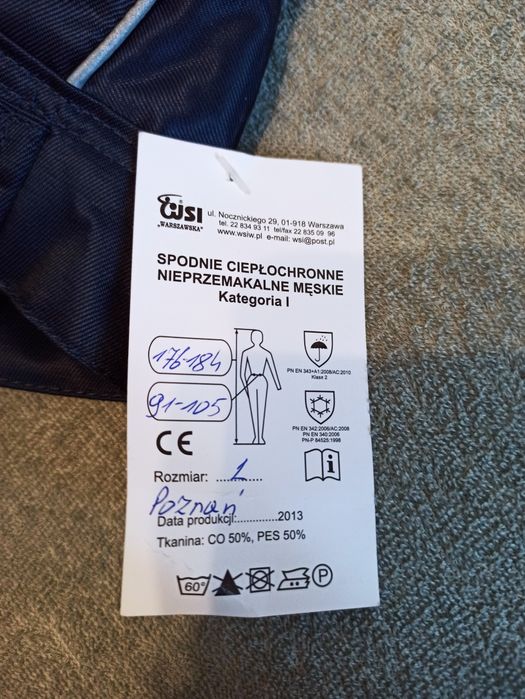 WSI
„WARSZAWSKA"
ul. Nocznickiego 29, 01-918 Warszawa
tel. 22 834 93 11 tel/fax 22 835 09 96
www.wsiw.pl e-mail: wsi@post.pl
SPODNIE CIEPŁOCHRONNE
NIEPRZEMAKALNE MĘSKIE
Kategoria I
176-184
91-105
PN EN 343+A1:2008/AC:2010
Klasa 2
PN EN 342:2006/AC:2008
PN EN 340:2006
PN-P 84525:1998
CE
i
Rozmiar: ....L......
Poznań
Data produkcji:.............2013
Tkanina: CO 50%, PES 50%
60°
P